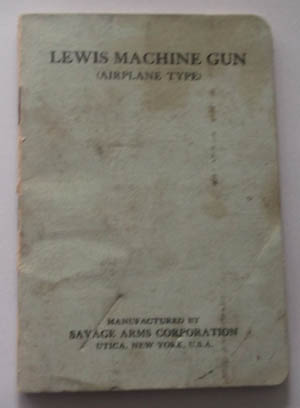 LEWIS MACHINE GUN
(AIRPLANE TYPE)
MANUFACTURED BY
SAVAGE ARMS CORPORATION
UTICA, NEW YORK, U.S.A.